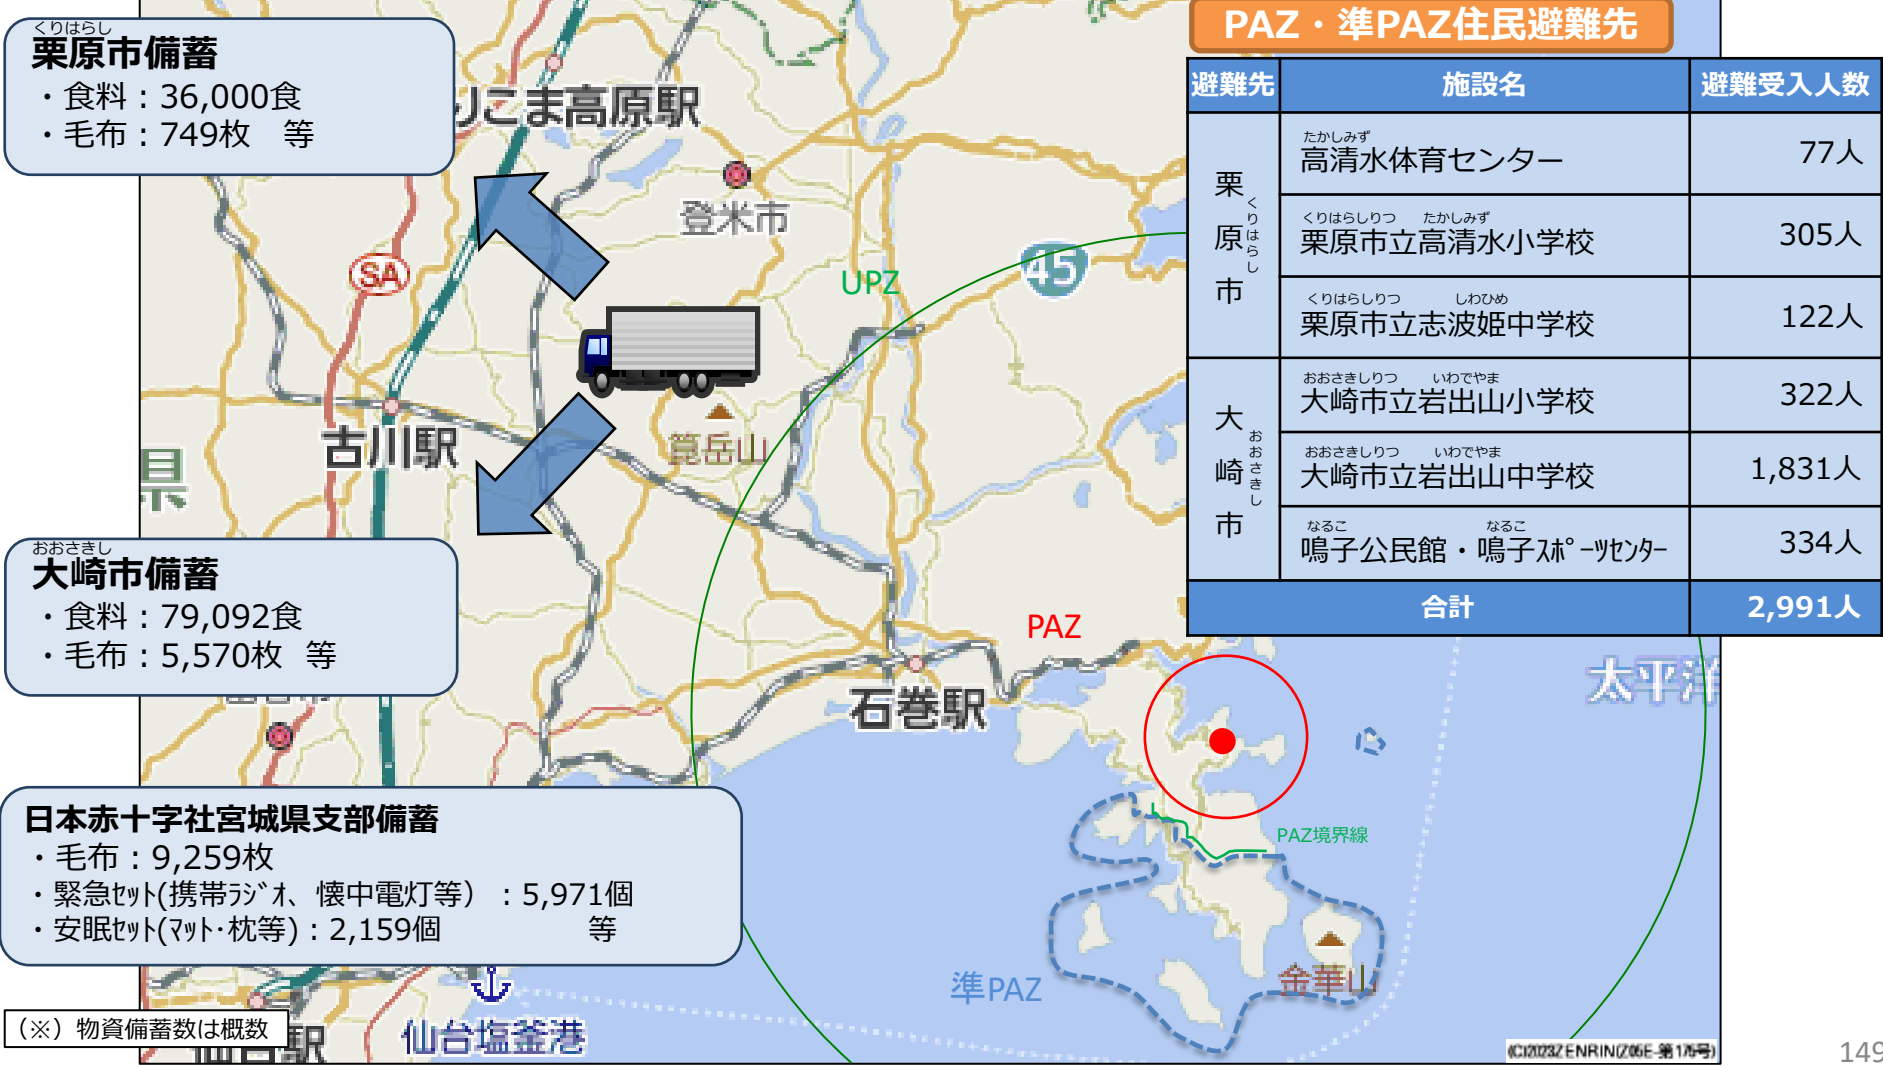 くりはらし
栗原市備蓄
・食料：36,000食
・毛布：749枚　等
おおさきし
大崎市備蓄
・食料：79,092食
・毛布：5,570枚 等
日本赤十字社宮城県支部備蓄
・毛布：9,259枚
・緊急ｾｯﾄ(携帯ﾗｼﾞｵ、懐中電灯等）：5,971個
・安眠ｾｯﾄ(ﾏｯﾄ･枕等)：2,159個　等
（※）物資備蓄数は概数
りこま高原駅
登米市
SA
UPZ
45
古川駅
箆岳山
県
PAZ
石巻駅
太平洋
PAZ境界線
準PAZ
金華山
仙台塩釜港
駅
PAZ・準PAZ住民避難先
避難先 施設名 避難受入人数
栗原市
くりはらし
たかしみず
高清水体育センター 77人
くりはらしりつ たかしみず
栗原市立高清水小学校 305人
くりはらしりつ しわひめ
栗原市立志波姫中学校 122人
大崎市
おおさきし
おおさきしりつ いわでやま
大崎市立岩出山小学校 322人
おおさきしりつ いわでやま
大崎市立岩出山中学校 1,831人
なるこ なるこ
鳴子公民館・鳴子ｽﾎﾟｰﾂｾﾝﾀｰ 334人
合計 2,991人
(C)2023ZENRIN(Z05E-第175号)
149